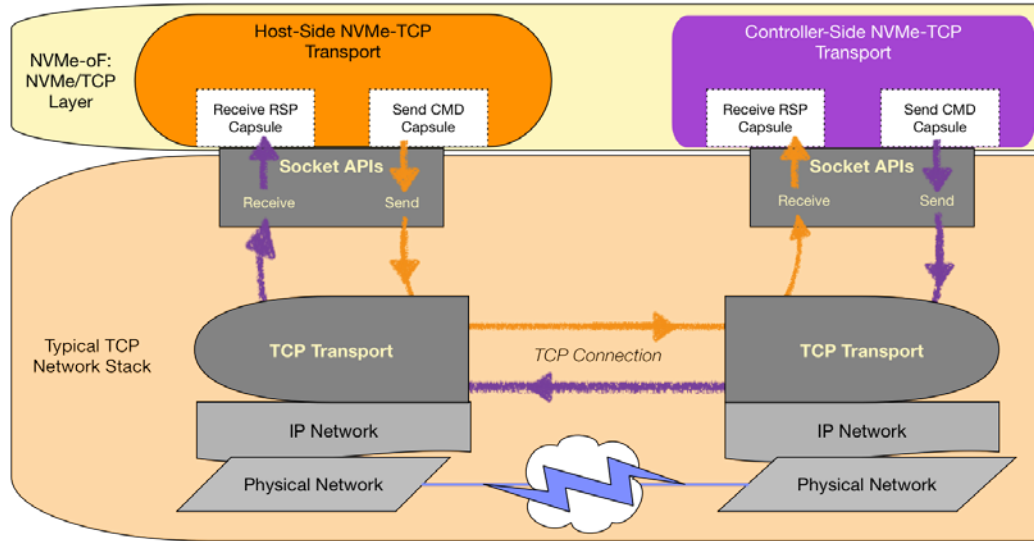 Host-Side NVMe-TCP
Transport
Controller-Side NVMe-TCP
Transport
NVMe-oF:
NVMe/TCP
Layer
Receive RSP
Capsule
Send CMD
Capsule
Receive RSP
Capsule
Send CMD
Capsule
Socket APIs
Receive
Send
Socket APIs
Receive
Send
Typical TCP
Network Stack
TCP Transport
TCP Connection
TCP Transport
IP Network
IP Network
Physical Network
Physical Network